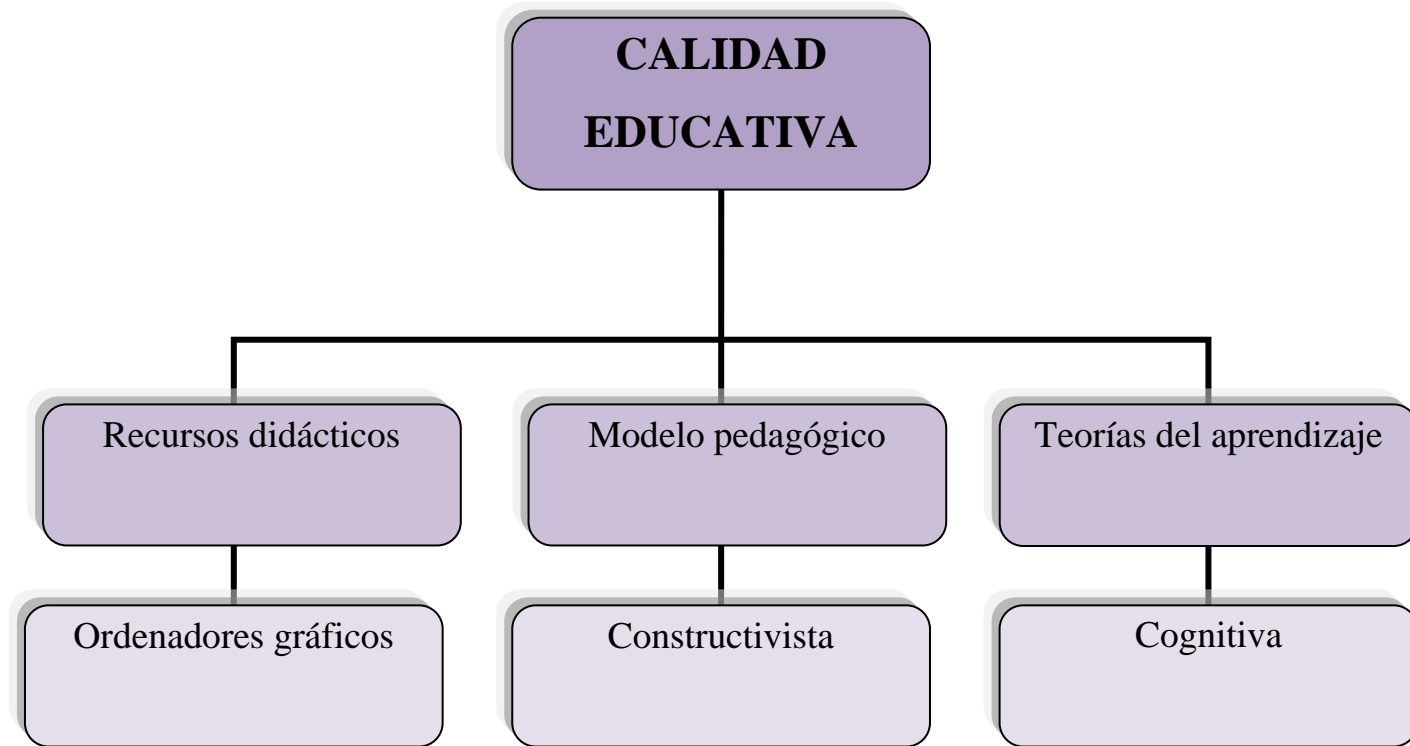 CALIDAD
EDUCATIVA
Recursos didácticos
Modelo pedagógico
Teorías del aprendizaje
Ordenadores gráficos
Constructivista
Cognitiva